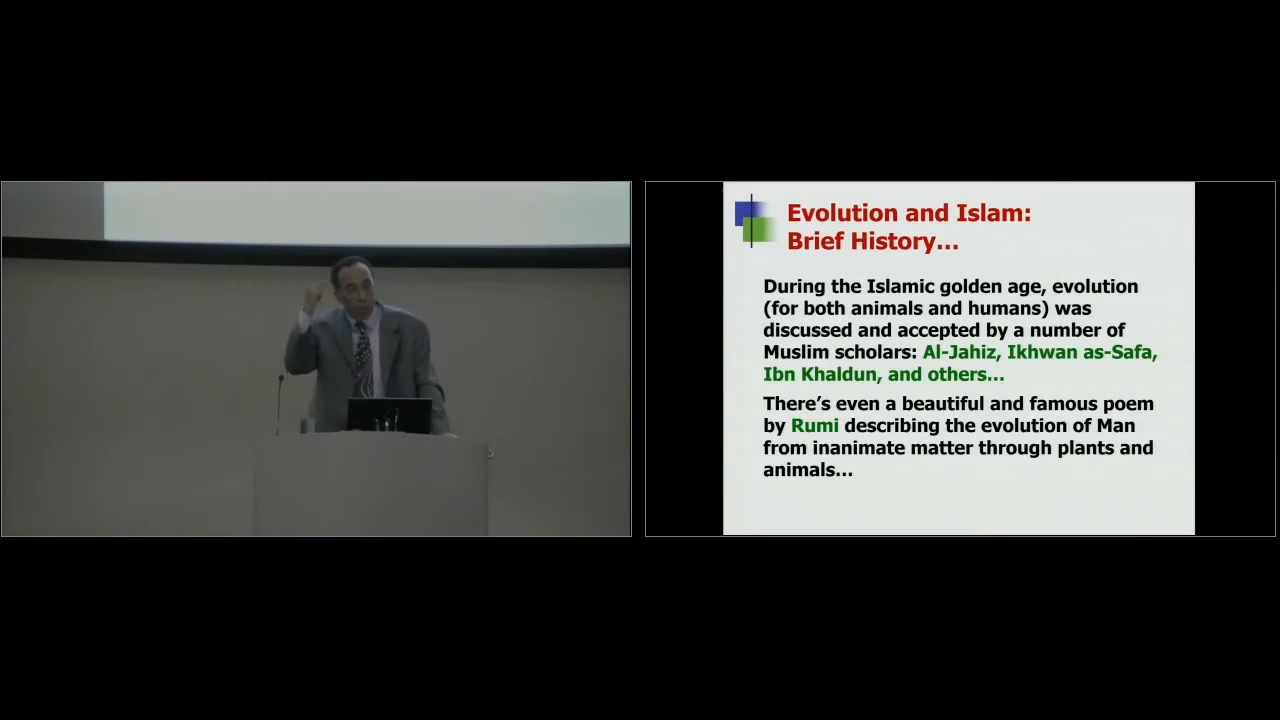 Evolution and Islam:
Brief History...
During the Islamic golden age, evolution
(for both animals and humans) was
discussed and accepted by a number of
Muslim scholars: Al-Jahiz, Ikhwan as-Safa,
Ibn Khaldun, and others...
There's even a beautiful and famous poem
by Rumi describing the evolution of Man
from inanimate matter through plants and
animals...